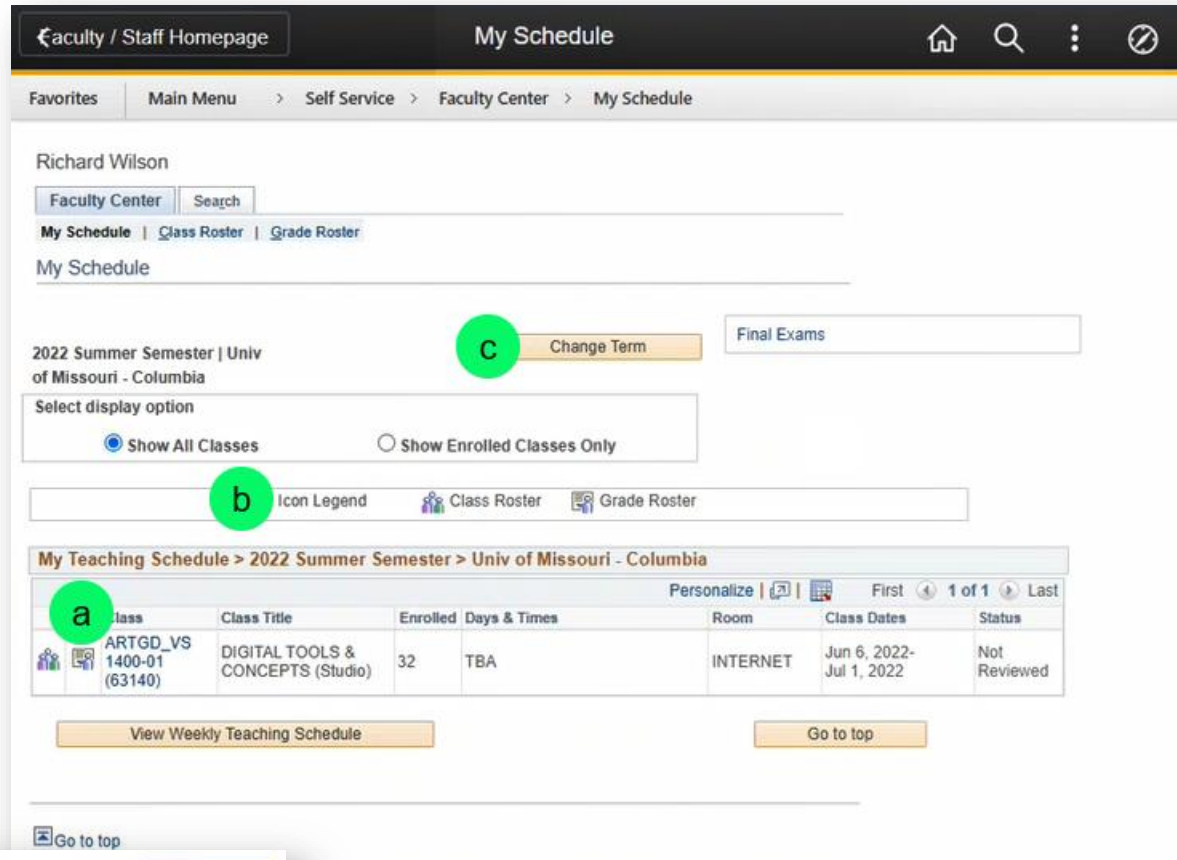 Faculty / Staff Homepage My Schedule
Favorites Main Menu > Self Service > Faculty Center > My Schedule
Richard Wilson
Faculty Center Search
My Schedule | Class Roster | Grade Roster
My Schedule
Final Exams
c Change Term
2022 Summer Semester | Univ
of Missouri - Columbia
Select display option
Show All Classes Show Enrolled Classes Only
b Icon Legend Class Roster Grade Roster
My Teaching Schedule > 2022 Summer Semester > Univ of Missouri - Columbia
Personalize | | First 1 of 1 Last
a Class Class Title Enrolled Days & Times Room Class Dates Status
ARTGD_VS
1400-01
(63140)
DIGITAL TOOLS &
CONCEPTS (Studio)
32
TBA
INTERNET
Jun 6, 2022-
Jul 1, 2022
Not
Reviewed
View Weekly Teaching Schedule Go to top
Go to top